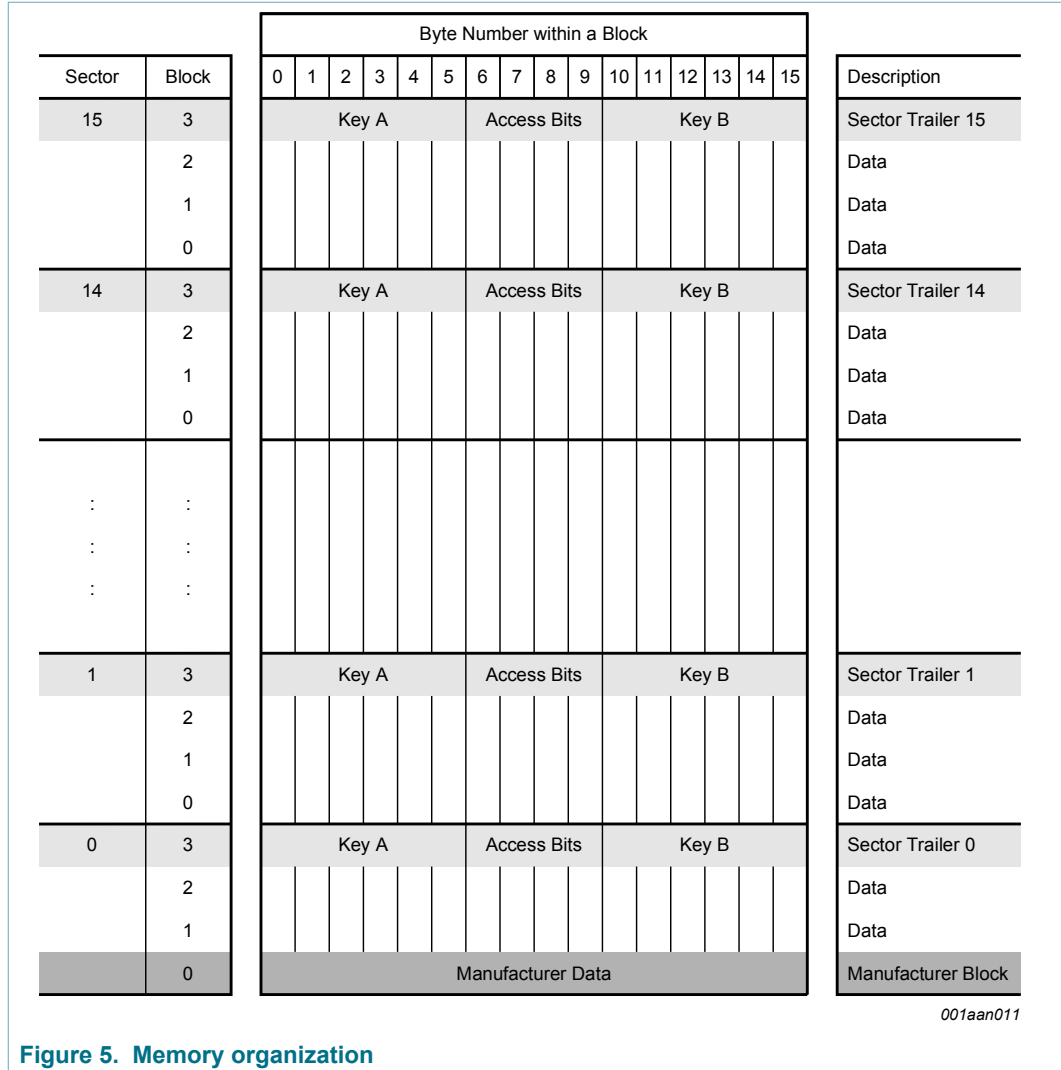 Byte Number within a Block
Sector Block 0 1 2 3 4 5 6 7 8 9 10 11 12 13 14 15 Description
15 3 Key A Access Bits Key B Sector Trailer 15
2 Data
1 Data
0 Data
14 3 Key A Access Bits Key B Sector Trailer 14
2 Data
1 Data
0 Data
: :
: :
: :
1 3 Key A Access Bits Key B Sector Trailer 1
2 Data
1 Data
0 Data
0 3 Key A Access Bits Key B Sector Trailer 0
2 Data
1 Data
0 Manufacturer Data Manufacturer Block
001aan011
Figure 5. Memory organization